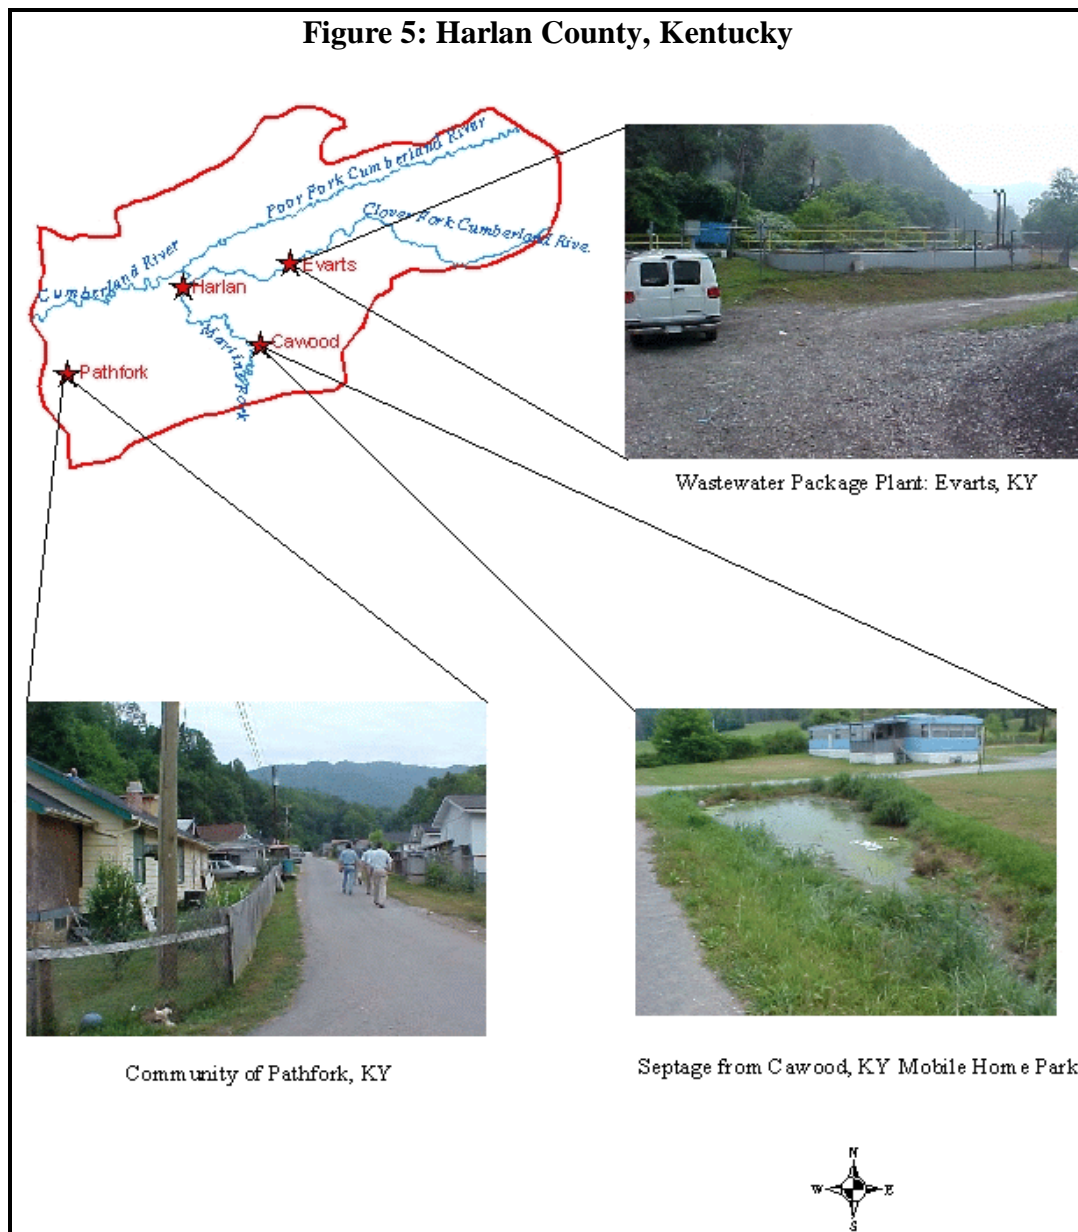 Figure 5: Harlan County, Kentucky
Poor Fork Cumberland River
Clover Fork Cumberland Rive
Cumberland River
Evarts
Harlan
Martins Fork
Cawood
Pathfork
Wastewater Package Plant: Evarts, KY
Community of Pathfork, KY
Septage from Cawood, KY Mobile Home Park
N
W E
S